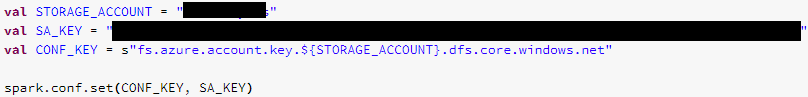 val STORAGE_ACCOUNT = "s"
val SA_KEY = ""
val CONF_KEY = s"fs.azure.account.key.${STORAGE_ACCOUNT}.dfs.core.windows.net"
spark.conf.set(CONF_KEY, SA_KEY)